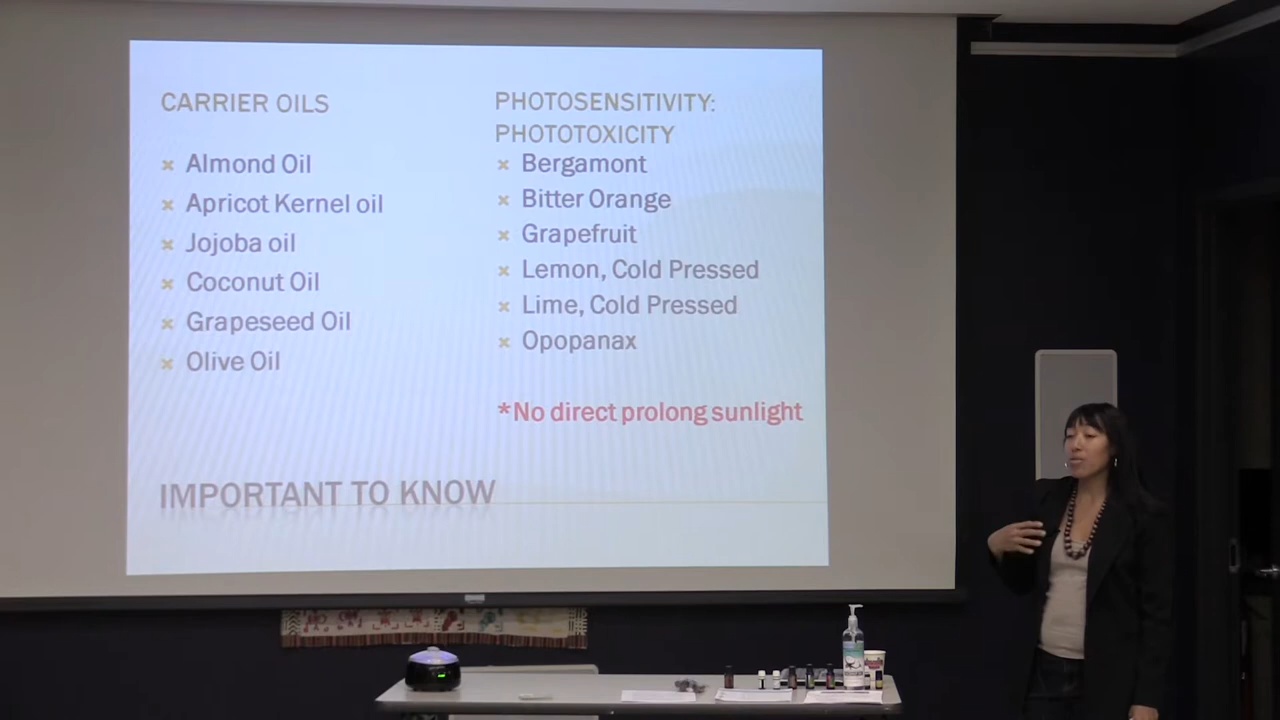 CARRIER OILS
Almond Oil
Apricot Kernel oil
Jojoba oil
Coconut Oil
Grapeseed Oil
Olive Oil
PHOTOSENSITIVITY:
PHOTOTOXICITY
Bergamont
Bitter Orange
Grapefruit
Lemon, Cold Pressed
Lime, Cold Pressed
Opopanax
*No direct prolong sunlight
IMPORTANT TO KNOW